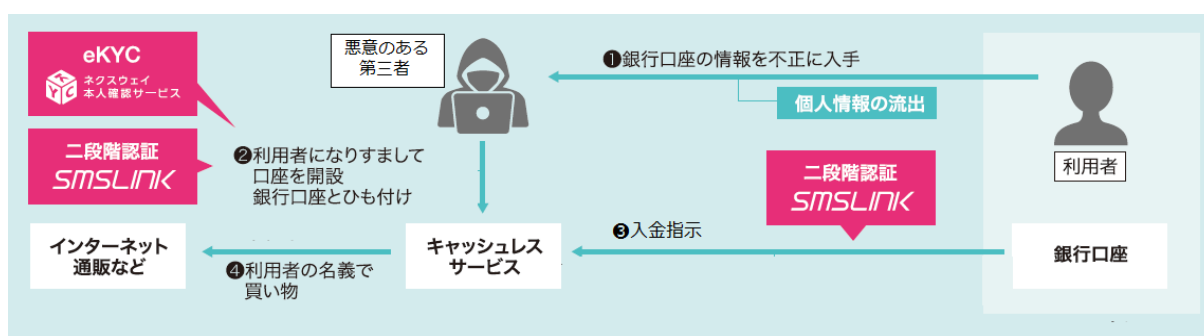 eKYC
KYC
ネクスウェイ
本人確認サービス
悪意のある
第三者
❶銀行口座の情報を不正に入手
個人情報の流出
利用者
二段階認証
SMSLINK
❷利用者になりすまして
口座を開設
銀行口座とひも付け
二段階認証
SMSLINK
インターネット
通販など
❹利用者の名義で
買い物
キャッシュレス
サービス
❸入金指示
銀行口座